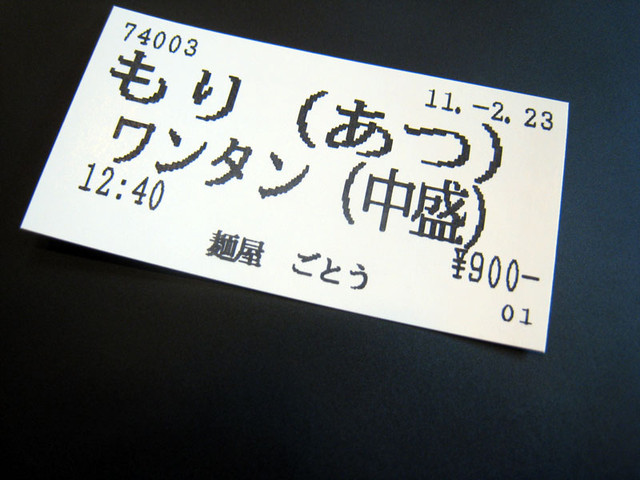 74003
11.-2.23
もり(あつ)
ワンタン(中盛)
12:40
¥900-
麺屋 ごとう
01